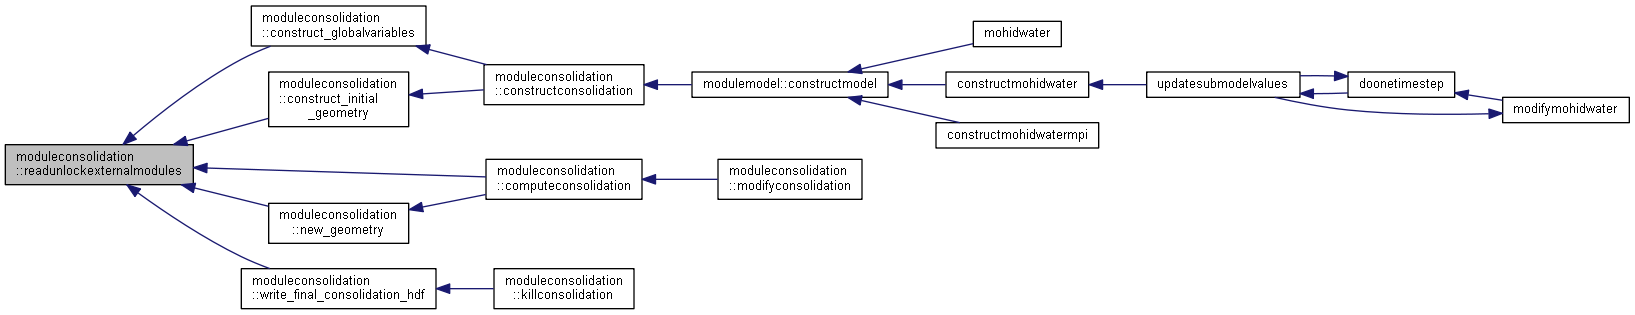 moduleconsolidation
::readunlockexternalmodules
moduleconsolidation
::construct_globalvariables
moduleconsolidation
::construct_initial
_geometry
moduleconsolidation
::constructconsolidation
modulemodel::constructmodel
mohidwater
constructmohidwater
constructmohidwatermpi
updatesubmodelvalues
doonetimestep
modifymohidwater
moduleconsolidation
::computeconsolidation
moduleconsolidation
::modifyconsolidation
moduleconsolidation
::new_geometry
moduleconsolidation
::write_final_consolidation_hdf
moduleconsolidation
::killconsolidation